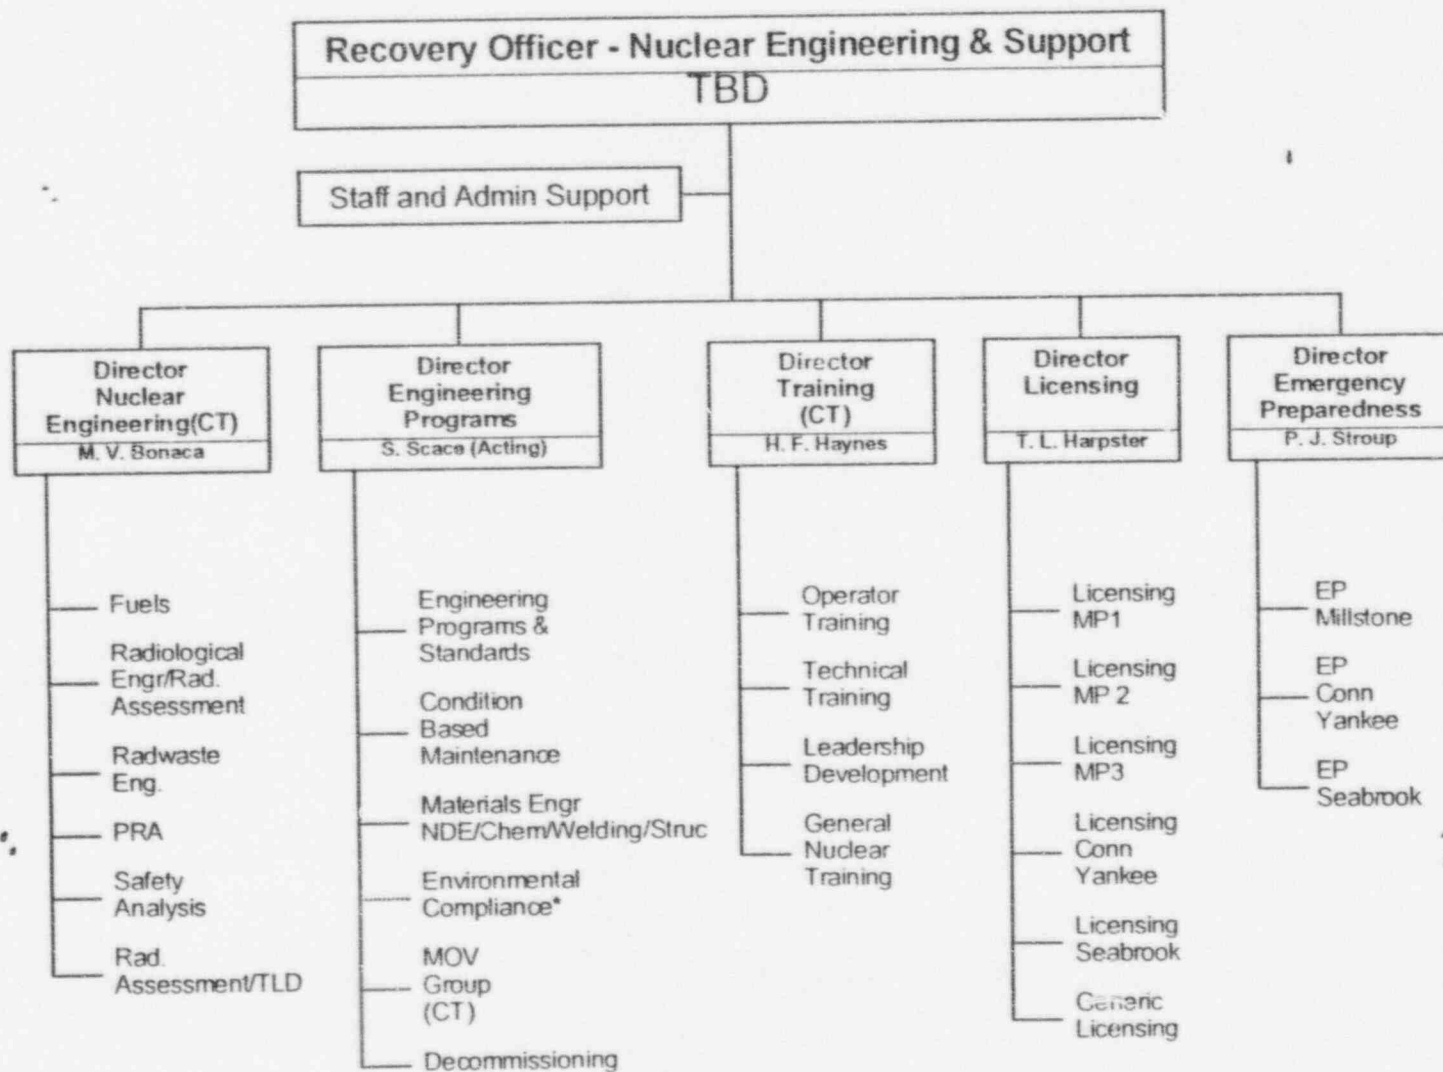 Recovery Officer - Nuclear Engineering & Support
TBD
Staff and Admin Support
Director
Nuclear
Engineering(CT)
M. V. Bonaca
Fuels
Radiological
Engr/Rad.
Assessment
Radwaste
Eng.
PRA
Safety
Analysis
Rad.
Assessment/TLD
Director
Engineering
Programs
S. Scace (Acting)
Engineering
Programs &
Standards
Condition
Based
Maintenance
Materials Engr
NDE/Chem/Welding/Struc
Environmental
Compliance*
MOV
Group
(CT)
Decommissioning
Director
Training
(CT)
H. F. Haynes
Operator
Training
Technical
Training
Leadership
Development
General
Nuclear
Training
Director
Licensing
T. L. Harpster
Licensing
MP1
Licensing
MP 2
Licensing
MP3
Licensing
Conn
Yankee
Licensing
Seabrook
Generic
Licensing
Director
Emergency
Preparedness
P. J. Stroup
EP
Millstone
EP
Conn
Yankee
EP
Seabrook